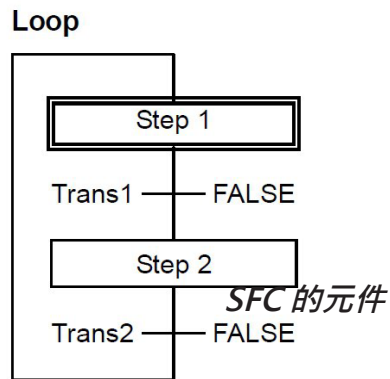 Loop
Step 1
Trans1 FALSE
Step 2
SFC 的元件
Trans2 FALSE